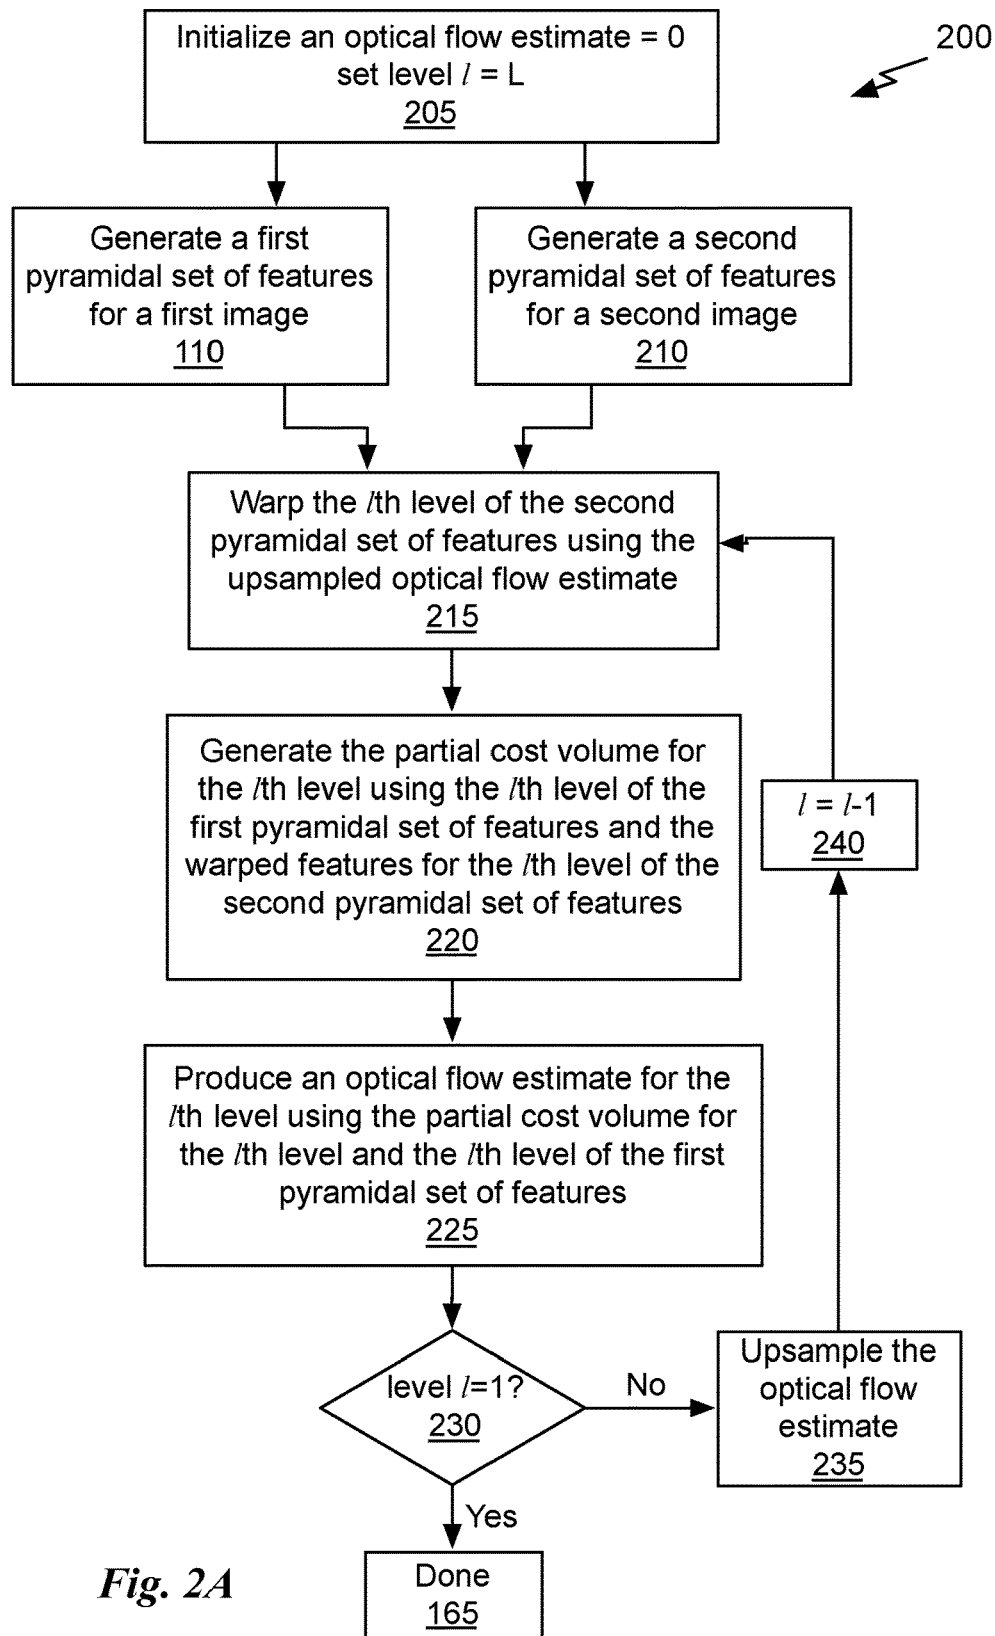 Initialize an optical flow estimate = 0
set level l = L
205
200
Generate a first
pyramidal set of features
for a first image
110
Generate a second
pyramidal set of features
for a second image
210
Warp the lth level of the second
pyramidal set of features using the
upsampled optical flow estimate
215
Generate the partial cost volume for
the lth level using the lth level of the
first pyramidal set of features and the
warped features for the lth level of the
second pyramidal set of features
220
l = l-1
240
Produce an optical flow estimate for the
lth level using the partial cost volume for
the lth level and the lth level of the first
pyramidal set of features
225
level l=1?
230
No
Upsample the
optical flow
estimate
235
Yes
Done
165
Fig. 2A